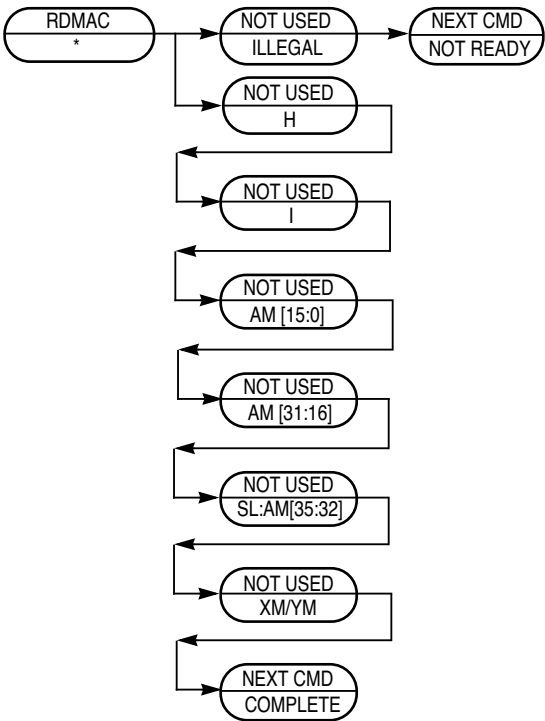 RDMAC
*
NOT USED
ILLEGAL
NEXT CMD
NOT READY
NOT USED
H
NOT USED
I
NOT USED
AM [15:0]
NOT USED
AM [31:16]
NOT USED
SL:AM[35:32]
NOT USED
XM/YM
NEXT CMD
COMPLETE